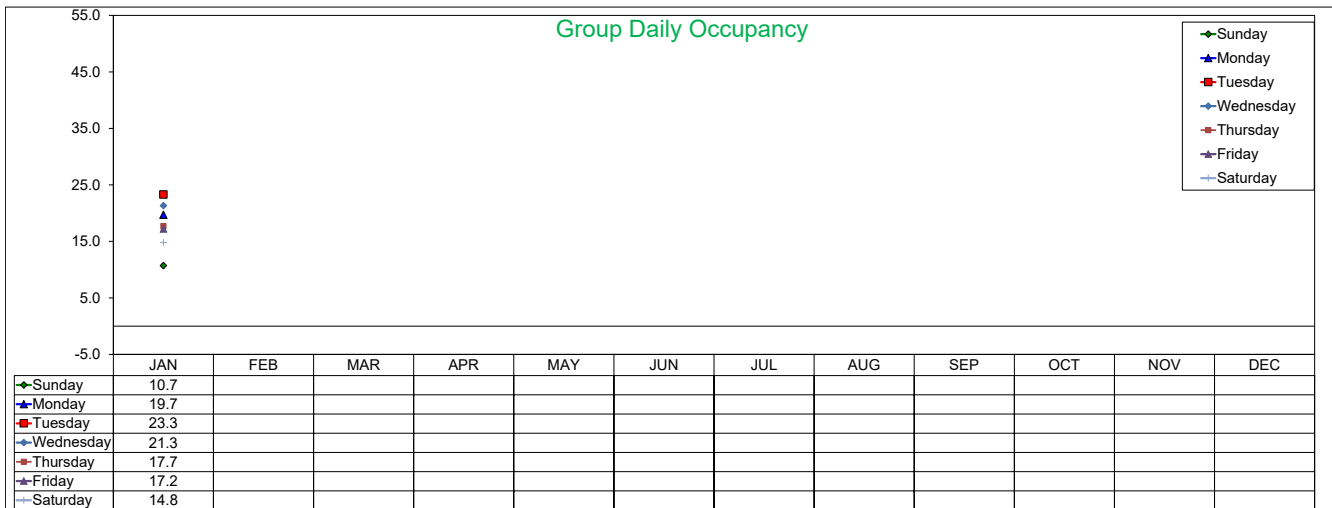 Group Daily Occupancy
55.0
45.0
35.0
25.0
15.0
5.0
-5.0
Sunday
Monday
Tuesday
Wednesday
Thursday
Friday
Saturday
JAN FEB MAR APR MAY JUN JUL AUG SEP OCT NOV DEC
Sunday 10.7
Monday 19.7
Tuesday 23.3
Wednesday 21.3
Thursday 17.7
Friday 17.2
Saturday 14.8